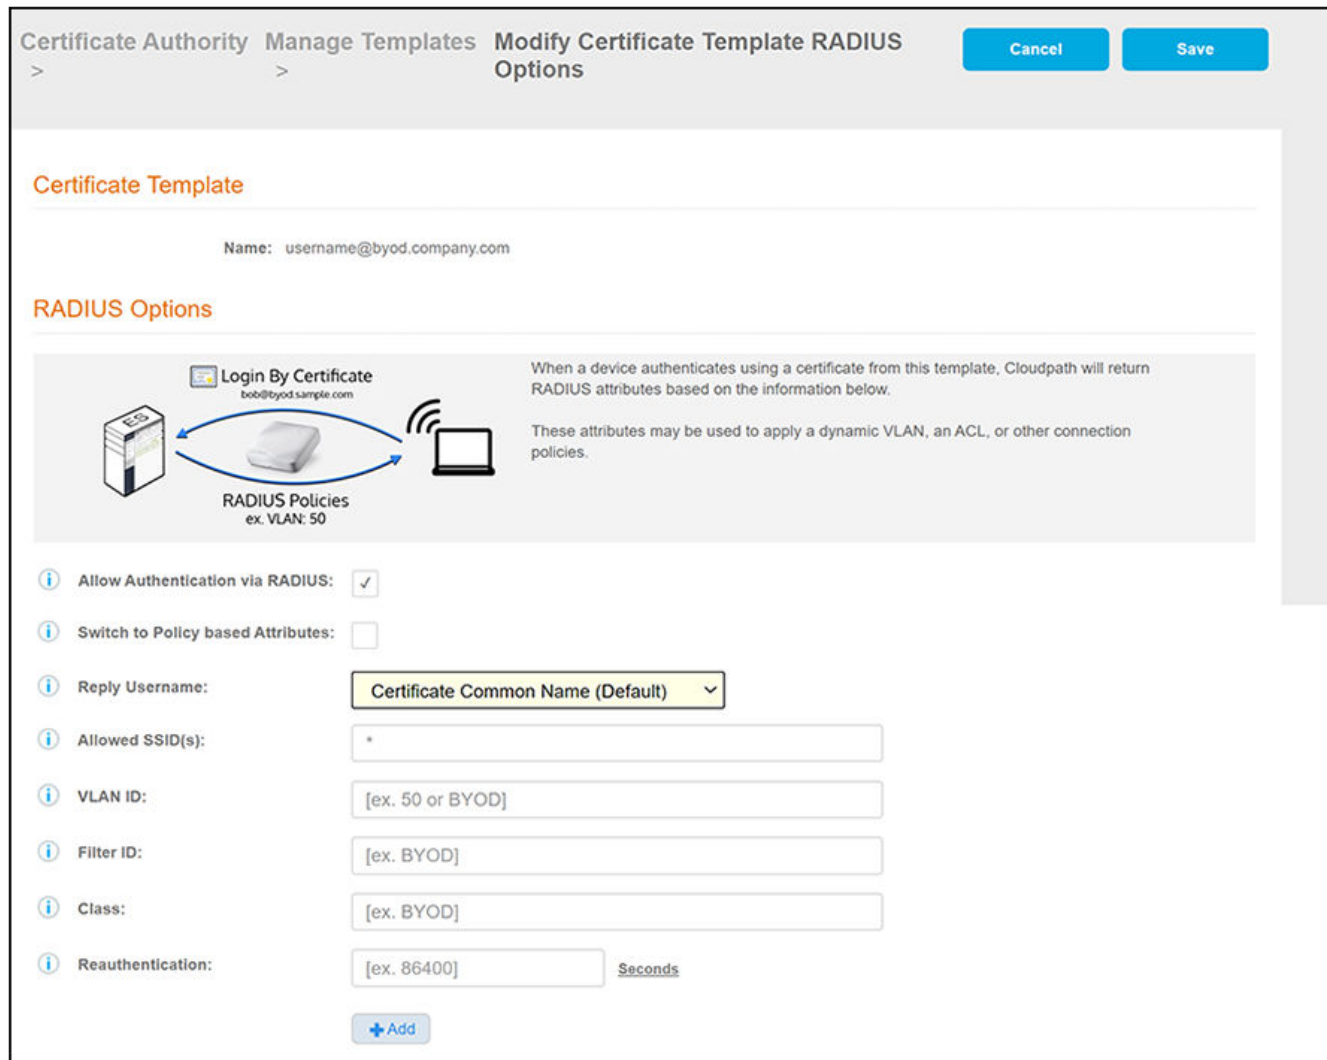 Certificate Authority > Manage Templates > Modify Certificate Template RADIUS Options
Cancel
Save
Certificate Template
Name: username@byod.company.com
RADIUS Options
Login By Certificate
bob@byod.sample.com
ES
RADIUS Policies
ex. VLAN: 50
When a device authenticates using a certificate from this template, Cloudpath will return
RADIUS attributes based on the information below.
These attributes may be used to apply a dynamic VLAN, an ACL, or other connection
policies.
Allow Authentication via RADIUS: ✓
Switch to Policy based Attributes:
Reply Username: Certificate Common Name (Default)
Allowed SSID(s): *
VLAN ID: [ex. 50 or BYOD]
Filter ID: [ex. BYOD]
Class: [ex. BYOD]
Reauthentication: [ex. 86400] Seconds
+ Add